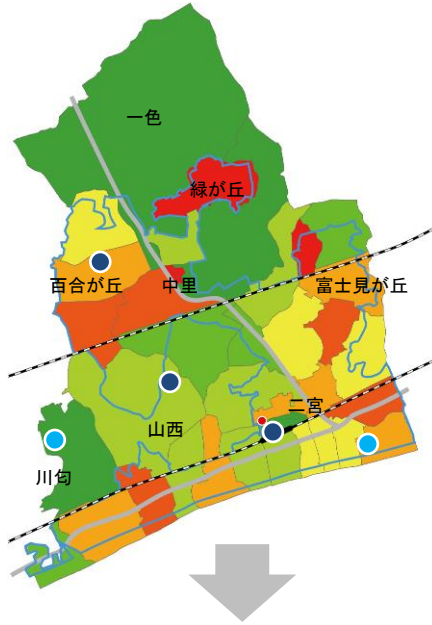 一色
緑が丘
百合が丘
中里
富士見が丘
二宮
山西
川匂